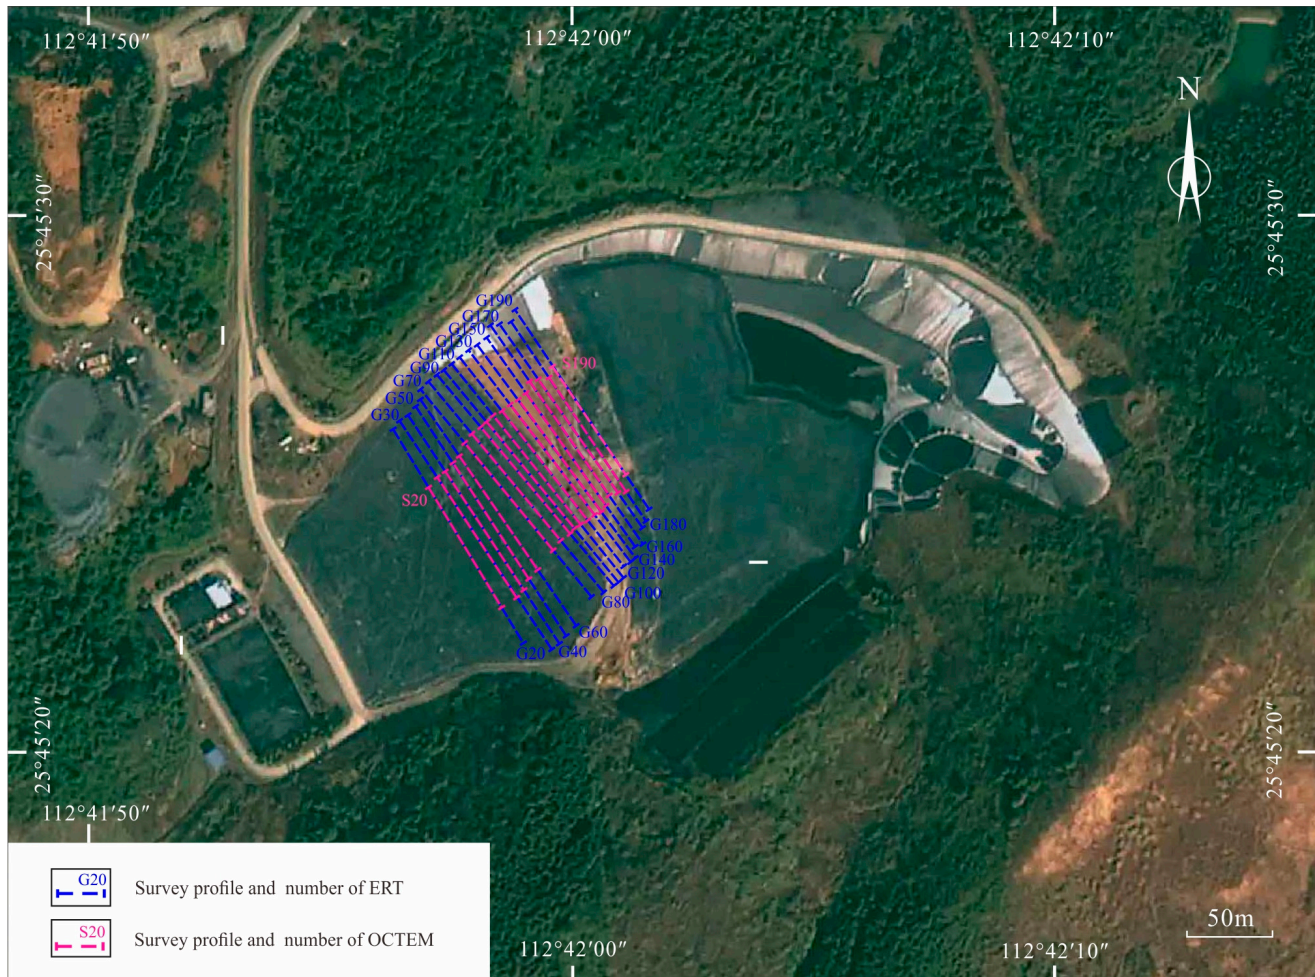 112°41′50″
112°42′00″
112°42′10″
N
25°45′30″
25°45′30″
G190
G170
G150
G130
G110
G90
G70
G50
G30
S190
S20
G180
G160
G140
G120
G100
G80
G60
G40
G20
25°45′20″
25°45′20″
112°41′50″
G20
Survey profile and number of ERT
S20
Survey profile and number of OCTEM
50m
112°42′00″
112°42′10″